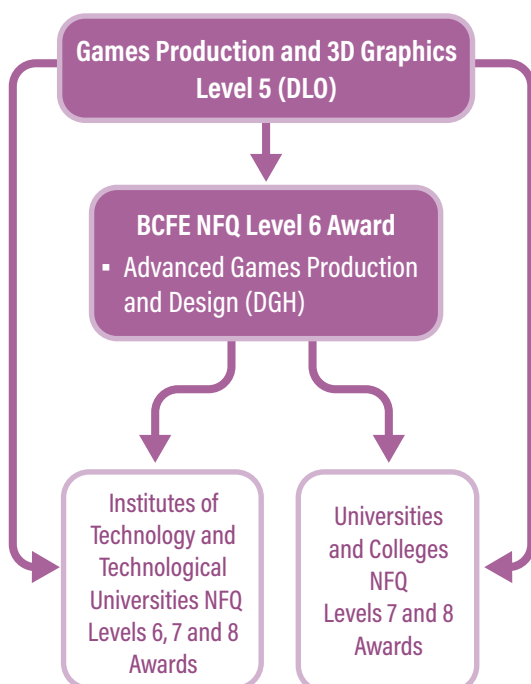 Games Production and 3D Graphics
Level 5 (DLO)
BCFE NFQ Level 6 Award
▪ Advanced Games Production
and Design (DGH)
Institutes of
Technology and
Technological
Universities NFQ
Levels 6, 7 and 8
Awards
Universities
and Colleges
NFQ
Levels 7 and 8
Awards